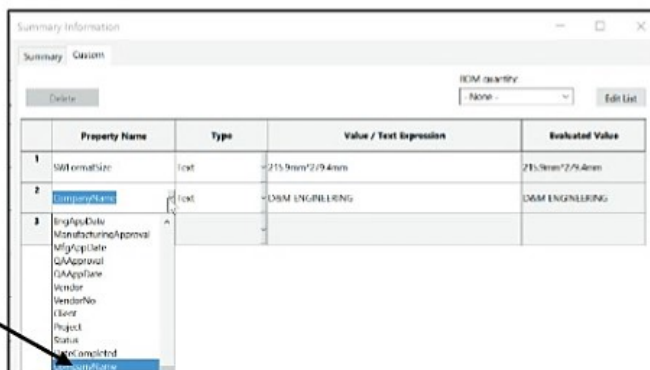 Summary Information
Summary Custom
BOM quantity:
Delete - None - Edit List
Property Name Type Value / Text Expression Evaluated Value
1 SWFormatSize Text 215.9mm*279.4mm 215.9mm*279.4mm
2 CompanyName Text D&M ENGINEERING D&M ENGINEERING
3 EngAppDate
ManufacturingApproval
MfgAppDate
QAApproval
QAAppDate
Vendor
VendorNo
Client
Project
Status
DateCompleted
CompanyName